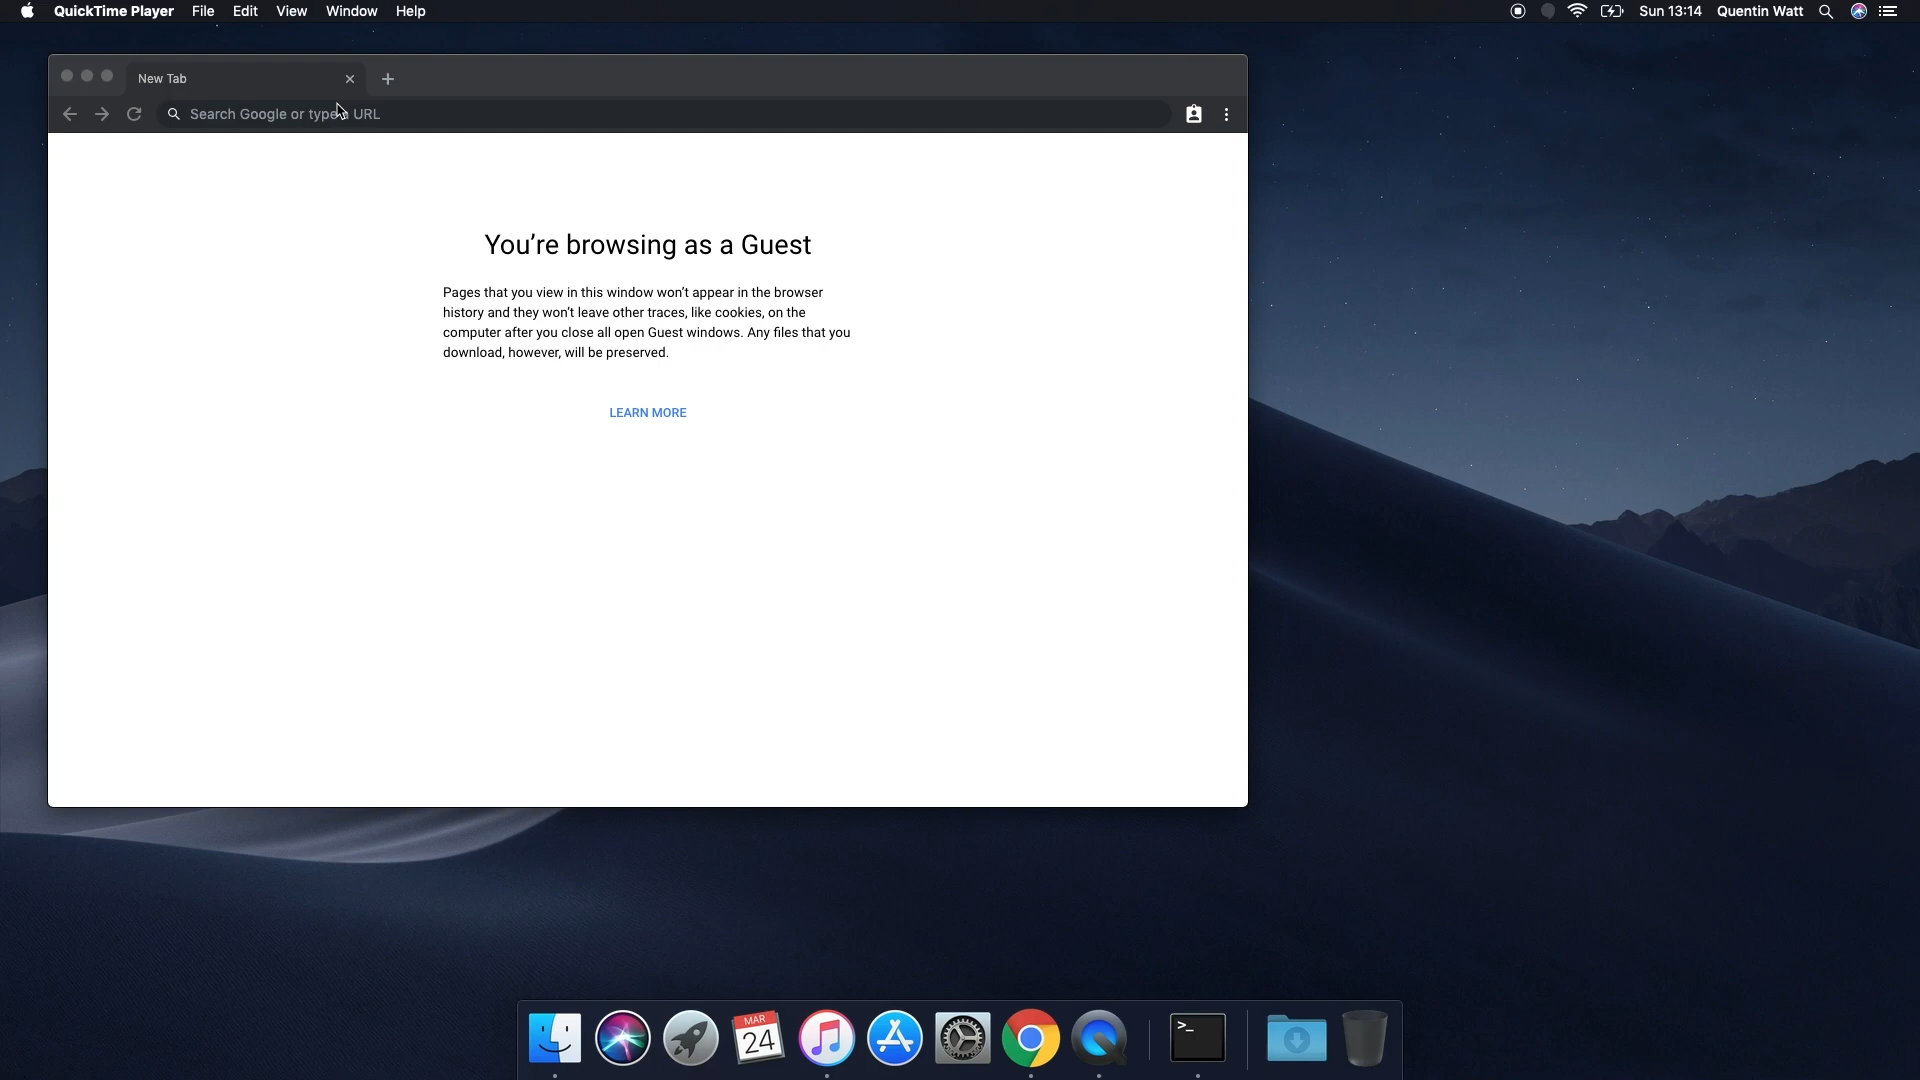 QuickTime Player File Edit View Window Help Sun 13:14 Quentin Watt
New Tab
Search Google or type URL
You’re browsing as a Guest
Pages that you view in this window won’t appear in the browser
history and they won’t leave other traces, like cookies, on the
computer after you close all open Guest windows. Any files that you
download, however, will be preserved.
LEARN MORE
MAR
24
>_